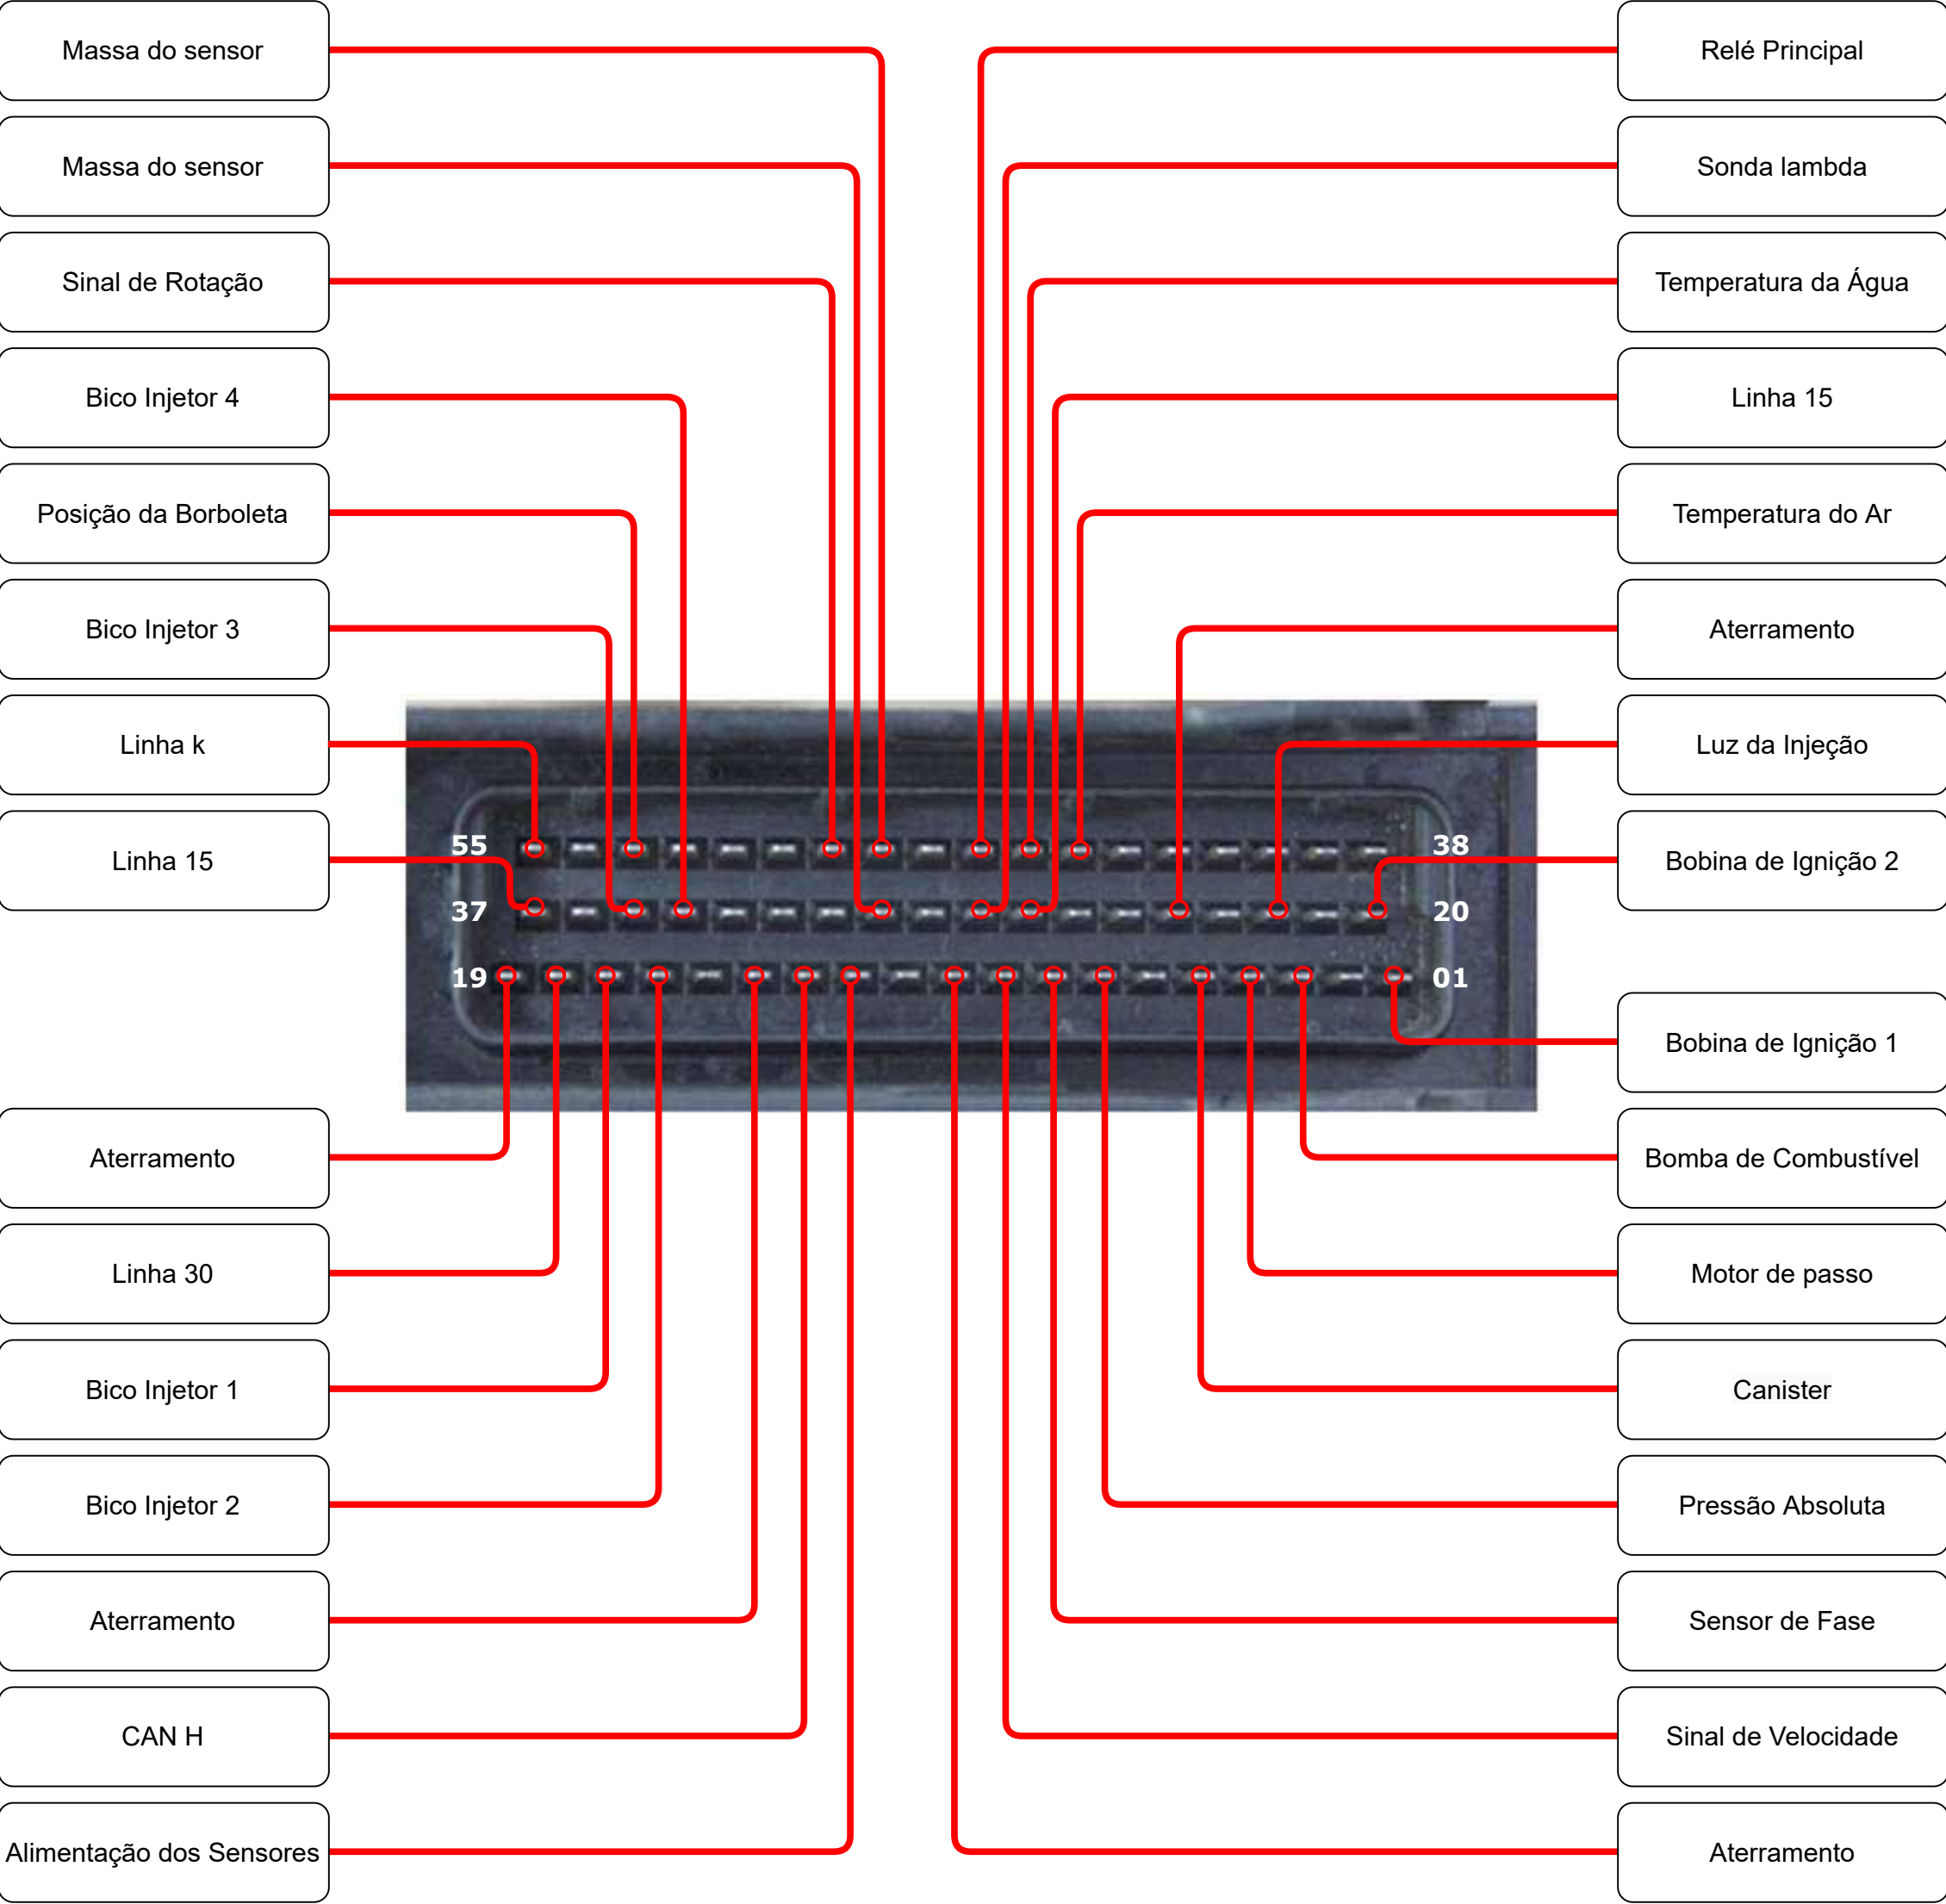 Massa do sensor
Relé Principal
Massa do sensor
Sonda lambda
Sinal de Rotação
Temperatura da Água
Bico Injetor 4
Linha 15
Posição da Borboleta
Temperatura do Ar
Bico Injetor 3
Aterramento
Linha k
Luz da Injeção
Linha 15
Bobina de Ignição 2
55
38
37
20
19
01
Bobina de Ignição 1
Aterramento
Bomba de Combustível
Linha 30
Motor de passo
Bico Injetor 1
Canister
Bico Injetor 2
Pressão Absoluta
Aterramento
Sensor de Fase
CAN H
Sinal de Velocidade
Alimentação dos Sensores
Aterramento